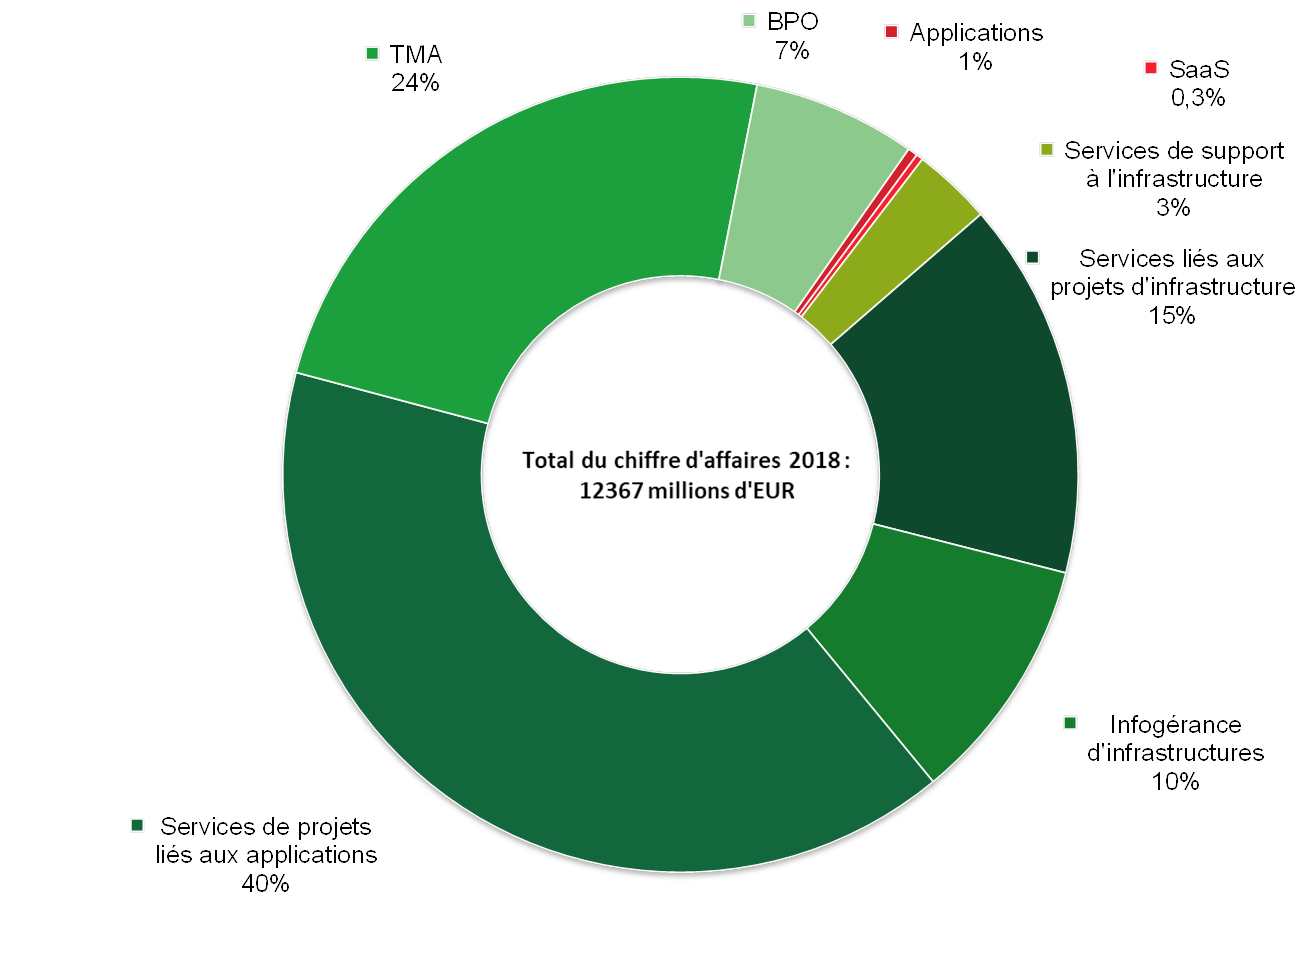 BPO
7%
Applications
1%
TMA
24%
SaaS
0,3%
Services de support
à l'infrastructure
3%
Services liés aux
projets d'infrastructure
15%
Total du chiffre d'affaires 2018 :
12367 millions d'EUR
Infogérance
d'infrastructures
10%
Services de projets
liés aux applications
40%